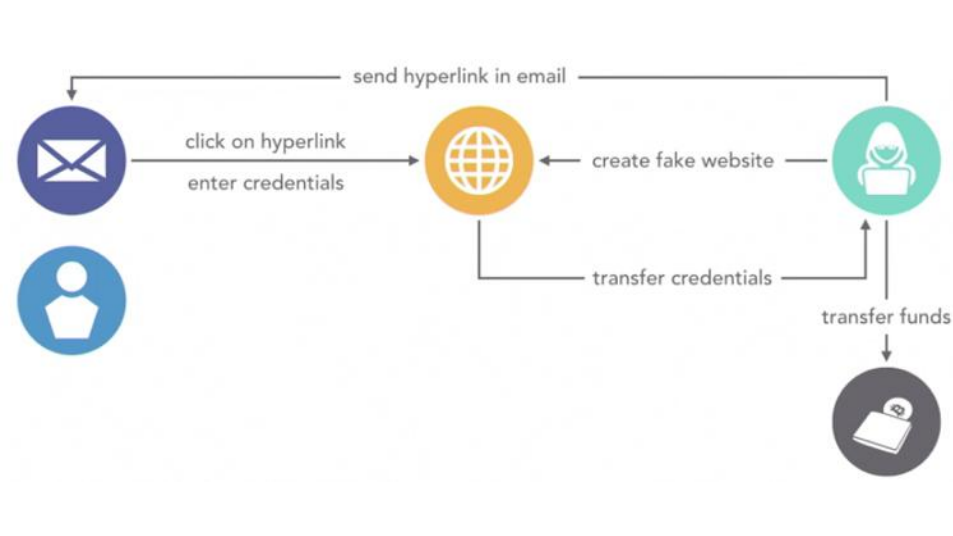 send hyperlink in email
click on hyperlink
enter credentials
create fake website
transfer credentials
transfer funds